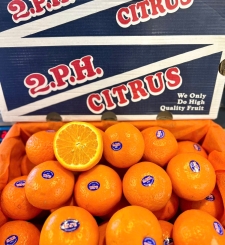 2.P.H.
CITRUS
2.P.H.
CITRUS
We Only
Do High
Quality Fruit